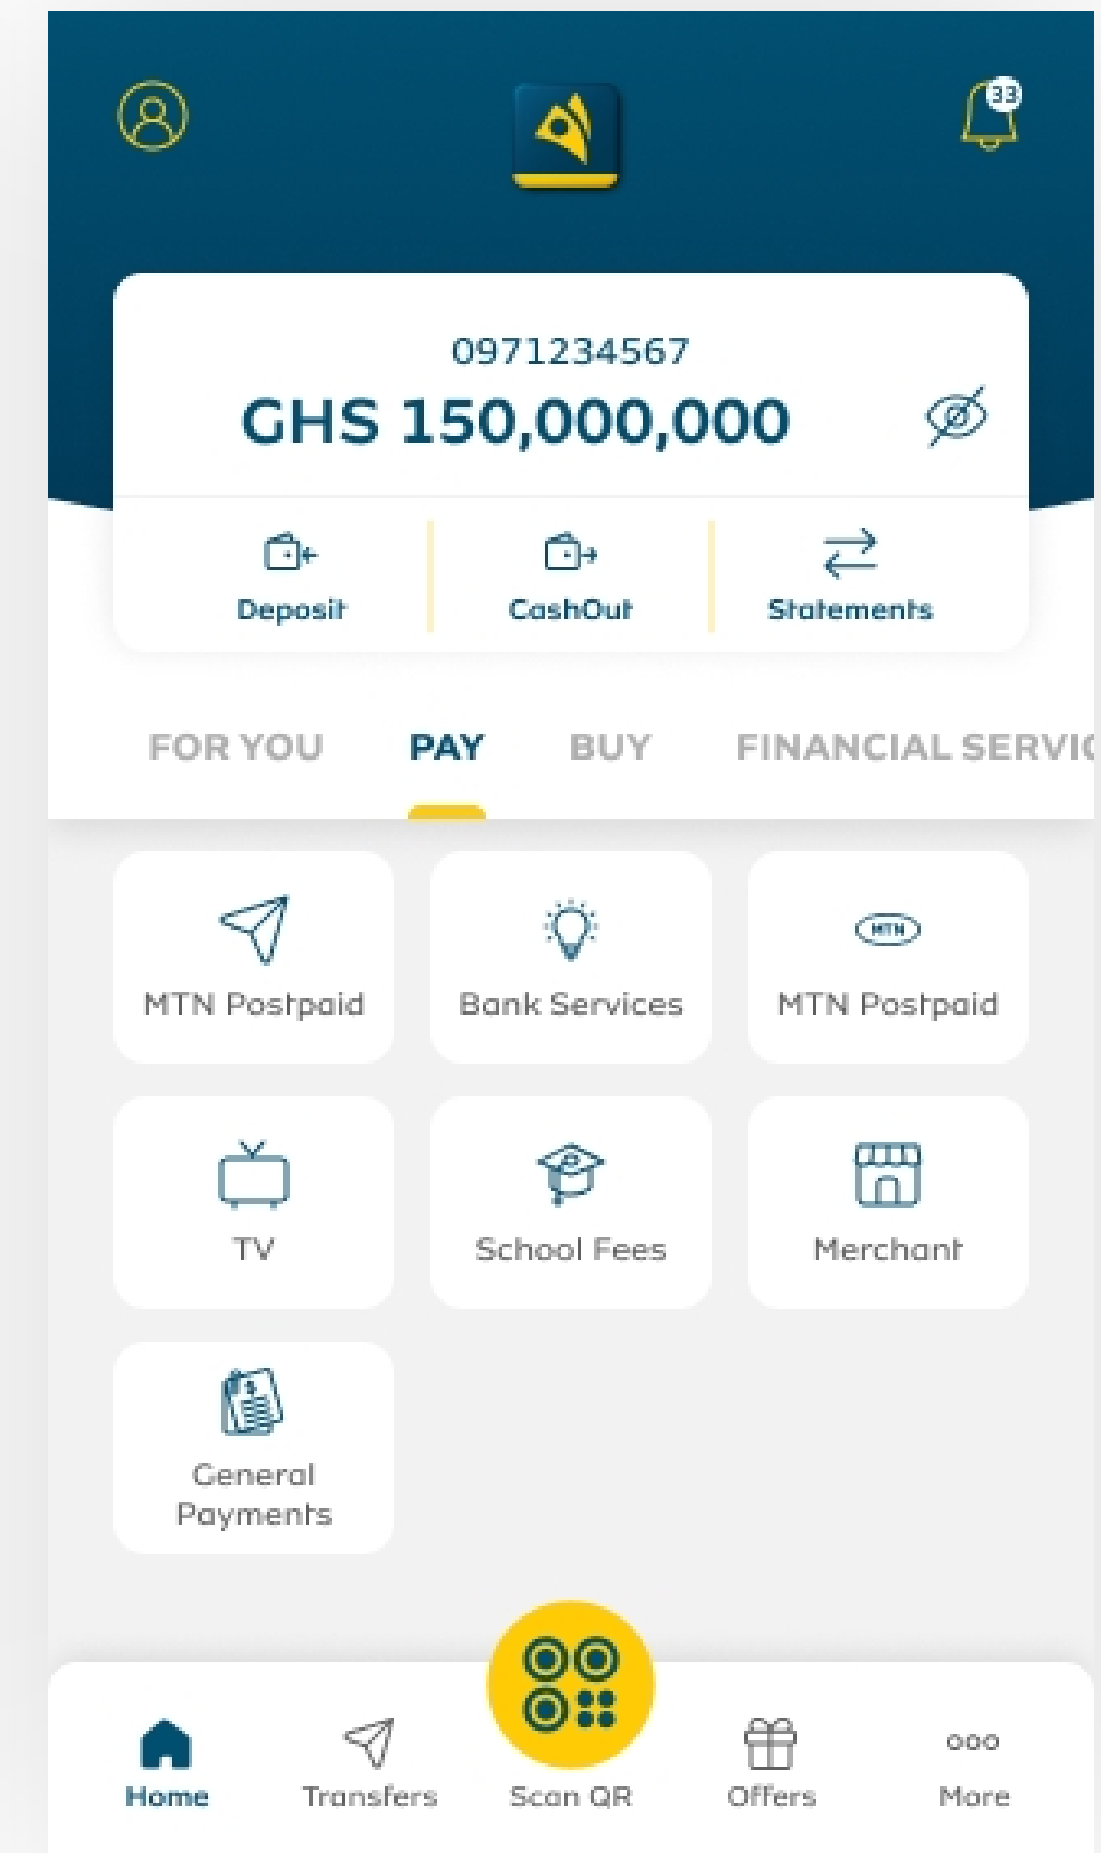 33
0971234567
GHS 150,000,000
Deposit CashOut Statements
FOR YOU PAY BUY FINANCIAL SERVIC
MTN
MTN Postpaid Bank Services MTN Postpaid
TV School Fees Merchant
$
General
Payments
Home Transfers Scan QR Offers More